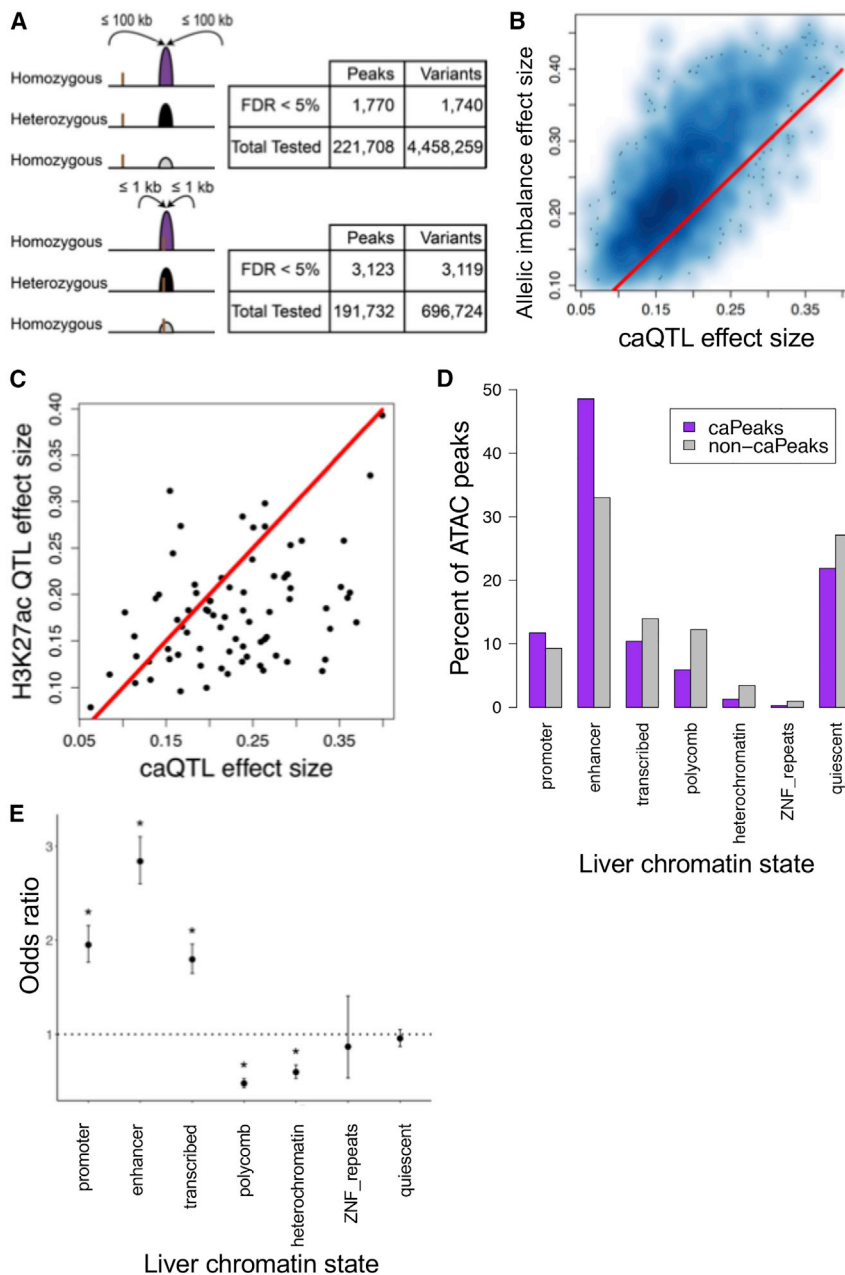 A
≤ 100 kb ≤ 100 kb
Homozygous
Heterozygous
Homozygous
Peaks Variants
FDR < 5% 1,770 1,740
Total Tested 221,708 4,458,259
≤ 1 kb ≤ 1 kb
Homozygous
Heterozygous
Homozygous
Peaks Variants
FDR < 5% 3,123 3,119
Total Tested 191,732 696,724
B
Allelic imbalance effect size
0.40
0.30
0.20
0.10
0.05 0.15 0.25 0.35
caQTL effect size
C
H3K27ac QTL effect size
0.40
0.35
0.30
0.25
0.20
0.15
0.10
0.05 0.15 0.25 0.35
caQTL effect size
D
Percent of ATAC peaks
50
40
30
20
10
0
caPeaks
non-caPeaks
promoter
enhancer
transcribed
polycomb
heterochromatin
ZNF_repeats
quiescent
Liver chromatin state
E
Odds ratio
3
2
1
* * * * *
promoter
enhancer
transcribed
polycomb
heterochromatin
ZNF_repeats
quiescent
Liver chromatin state